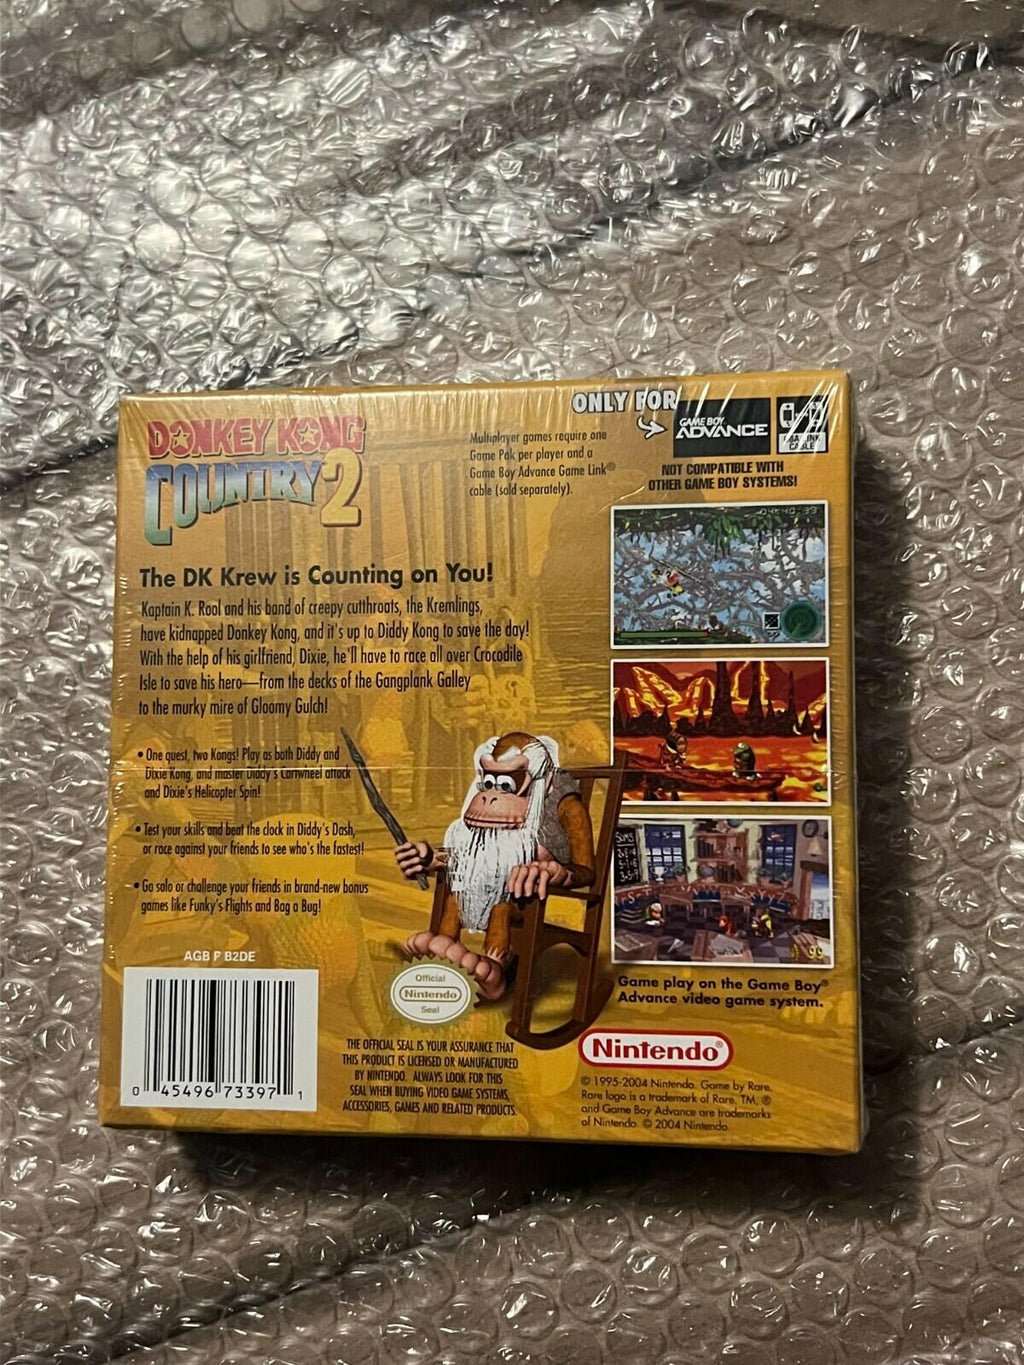 DONKEY KONG
COUNTRY 2
Multiplayer games require one
Game Pak per player and a
Game Boy Advance Game Link®
cable (sold separately).
ONLY FOR
GAME BOY
ADVANCE
GBA LINK
CABLE
NOT COMPATIBLE WITH
OTHER GAME BOY SYSTEMS!
The DK Krew is Counting on You!
Kaptain K. Rool and his band of creepy cutthroats, the Kremlings,
have kidnapped Donkey Kong, and it's up to Diddy Kong to save the day!
With the help of his girlfriend, Dixie, he'll have to race all over Crocodile
Isle to save his hero—from the decks of the Gangplank Galley
to the murky mire of Gloomy Gulch!
• One quest, two Kongs! Play as both Diddy and
Dixie Kong, and master Diddy's Cartwheel attack
and Dixie's Helicopter Spin!
• Test your skills and beat the clock in Diddy's Dash,
or race against your friends to see who's the fastest!
• Go solo or challenge your friends in brand-new bonus
games like Funky's Flights and Bag a Bug!
AGB P B2DE
0 45496 73397 1
Official
Nintendo
Seal
THE OFFICIAL SEAL IS YOUR ASSURANCE THAT
THIS PRODUCT IS LICENSED OR MANUFACTURED
BY NINTENDO. ALWAYS LOOK FOR THIS
SEAL WHEN BUYING VIDEO GAME SYSTEMS,
ACCESSORIES, GAMES AND RELATED PRODUCTS.
99
Game play on the Game Boy®
Advance video game system.
Nintendo®
© 1995-2004 Nintendo. Game by Rare.
Rare logo is a trademark of Rare. TM, ®
and Game Boy Advance are trademarks
of Nintendo. © 2004 Nintendo.